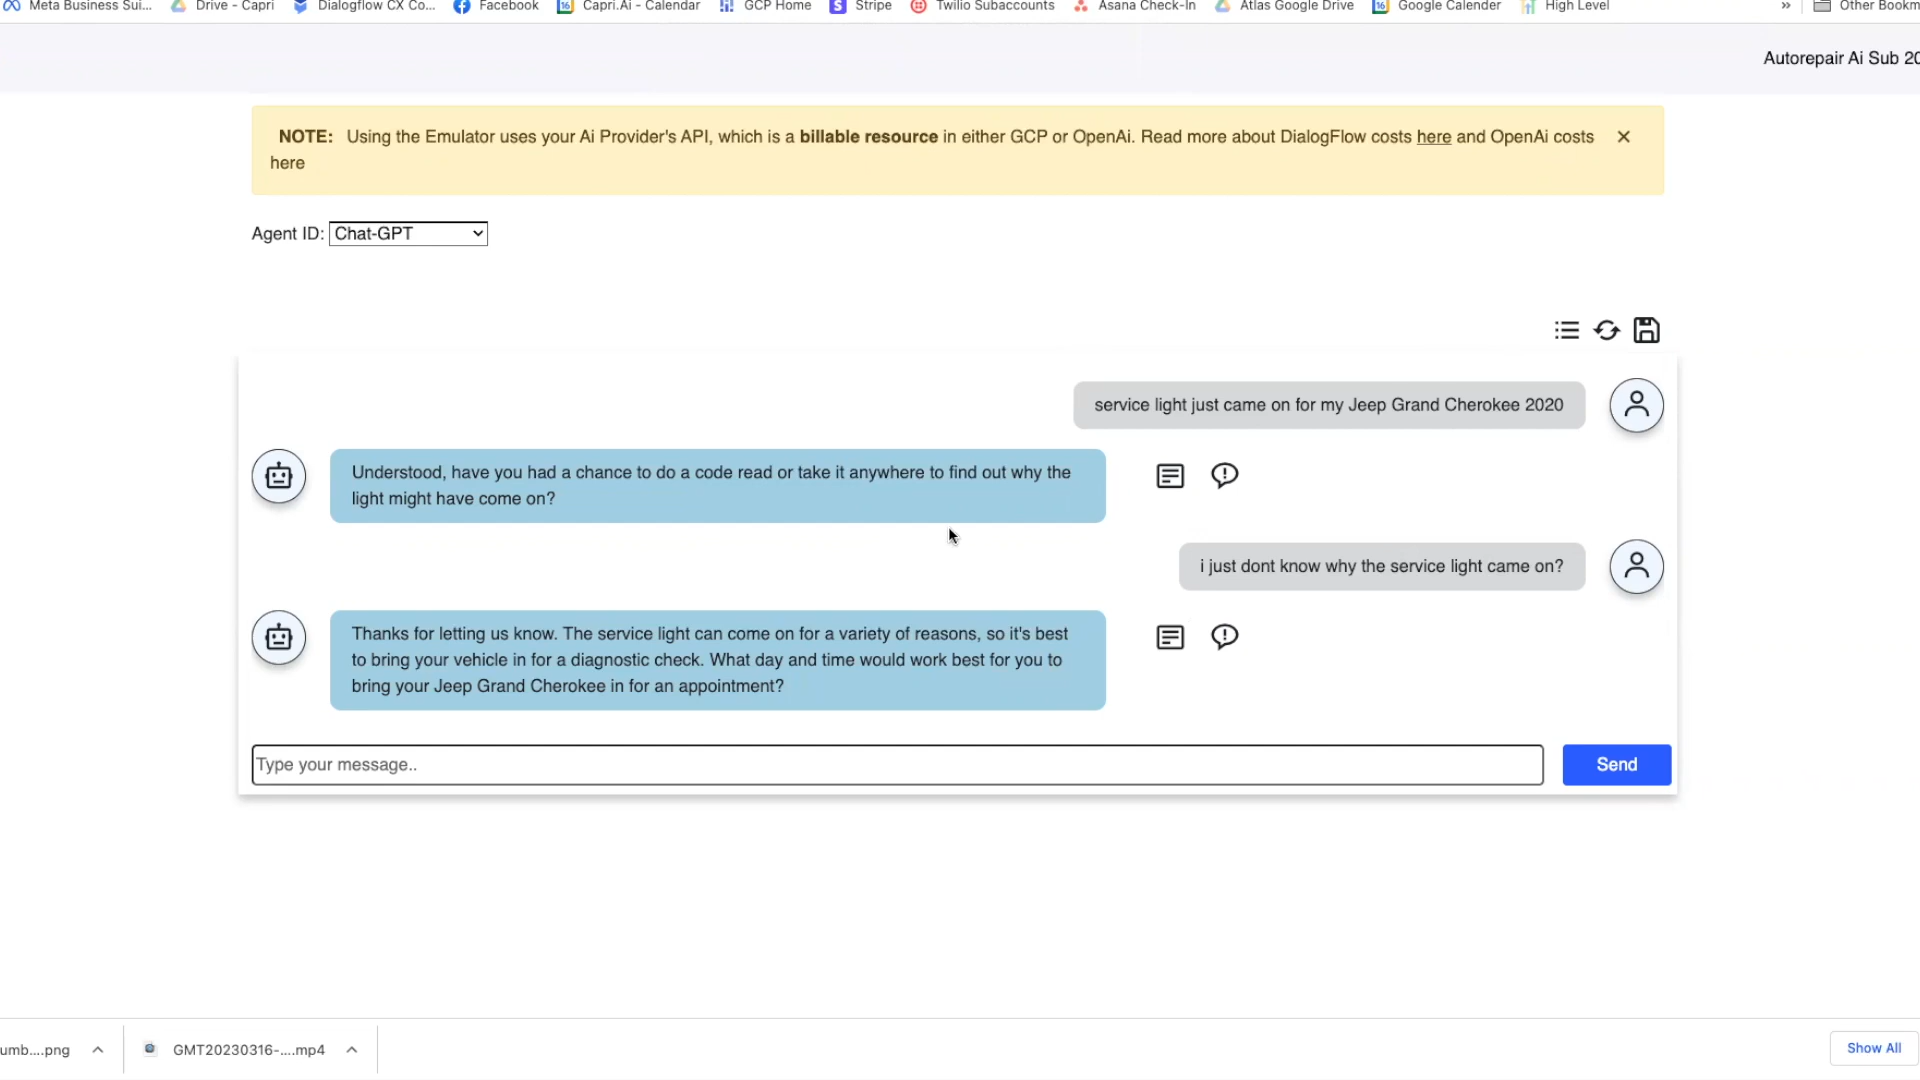 Meta Business Sui... Drive - Capri Dialogflow CX Co... Facebook Capri.Ai - Calendar GCP Home Stripe Twilio Subaccounts Asana Check-In Atlas Google Drive Google Calender High Level » Other Bookm
Autorepair Ai Sub 20
NOTE: Using the Emulator uses your Ai Provider's API, which is a billable resource in either GCP or OpenAi. Read more about DialogFlow costs here and OpenAi costs
here
Agent ID: Chat-GPT
service light just came on for my Jeep Grand Cherokee 2020
Understood, have you had a chance to do a code read or take it anywhere to find out why the
light might have come on?
i just dont know why the service light came on?
Thanks for letting us know. The service light can come on for a variety of reasons, so it's best
to bring your vehicle in for a diagnostic check. What day and time would work best for you to
bring your Jeep Grand Cherokee in for an appointment?
Type your message.. Send
umb....png GMT20230316-....mp4 Show All